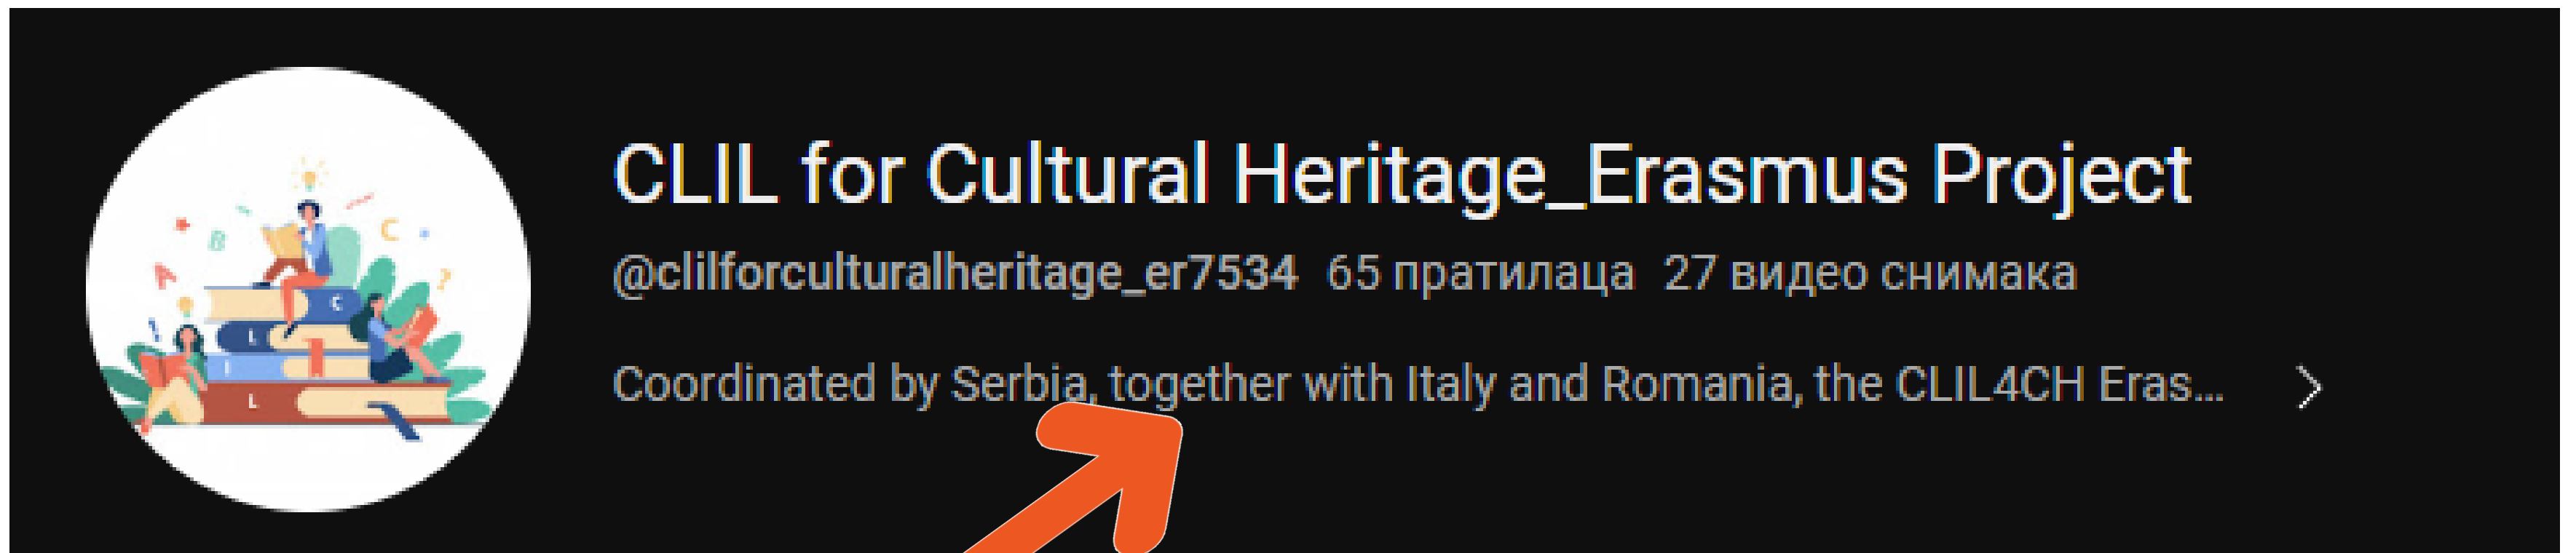 CLIL for Cultural Heritage_Erasmus Project
@clilforculturalheritage_er7534 65 пратилаца 27 видео снимака
Coordinated by Serbia, together with Italy and Romania, the CLIL4CH Eras...
A B C ? !
C
L
I
L